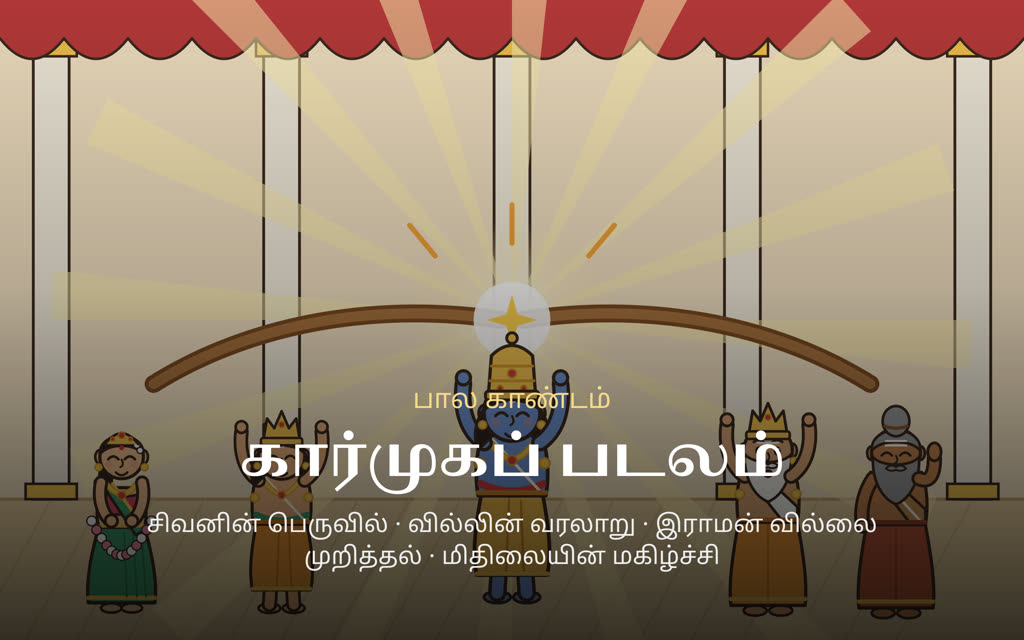 பால காண்டம்
கார்முகப் படலம்
சிவனின் பெருவில் · வில்லின் வரலாறு · இராமன் வில்லை
முறித்தல் · மிதிலையின் மகிழ்ச்சி